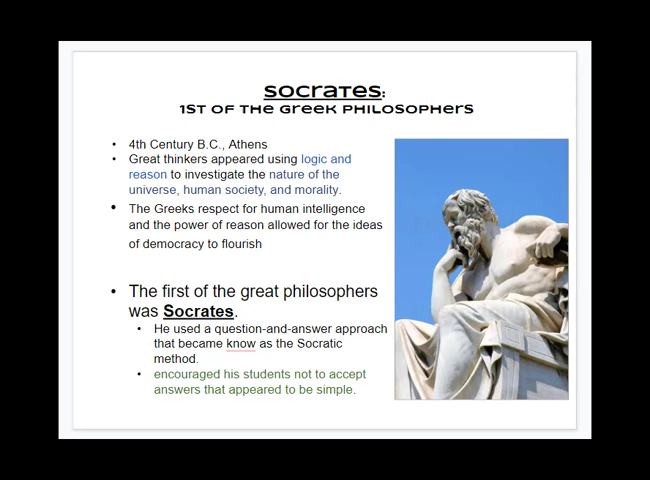 Socrates:
1st of the Greek Philosophers
• 4th Century B.C., Athens
• Great thinkers appeared using logic and
reason to investigate the nature of the
universe, human society, and morality.
• The Greeks respect for human intelligence
and the power of reason allowed for the ideas
of democracy to flourish
• The first of the great philosophers
was Socrates.
• He used a question-and-answer approach
that became know as the Socratic
method.
• encouraged his students not to accept
answers that appeared to be simple.